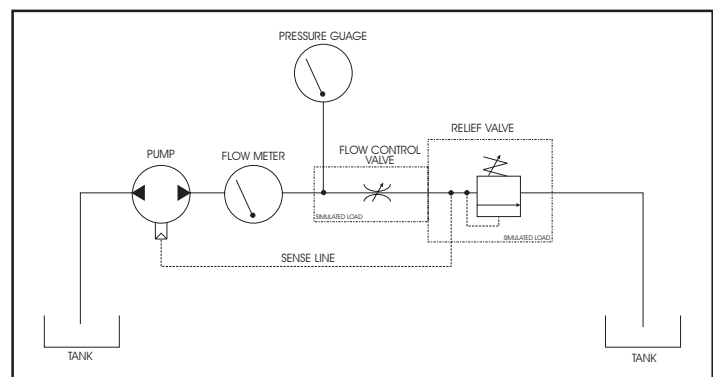 PRESSURE GUAGE
RELIEF VALVE
FLOW CONTROL
VALVE
PUMP
FLOW METER
SIMULATED LOAD
SIMULATED LOAD
SENSE LINE
TANK
TANK